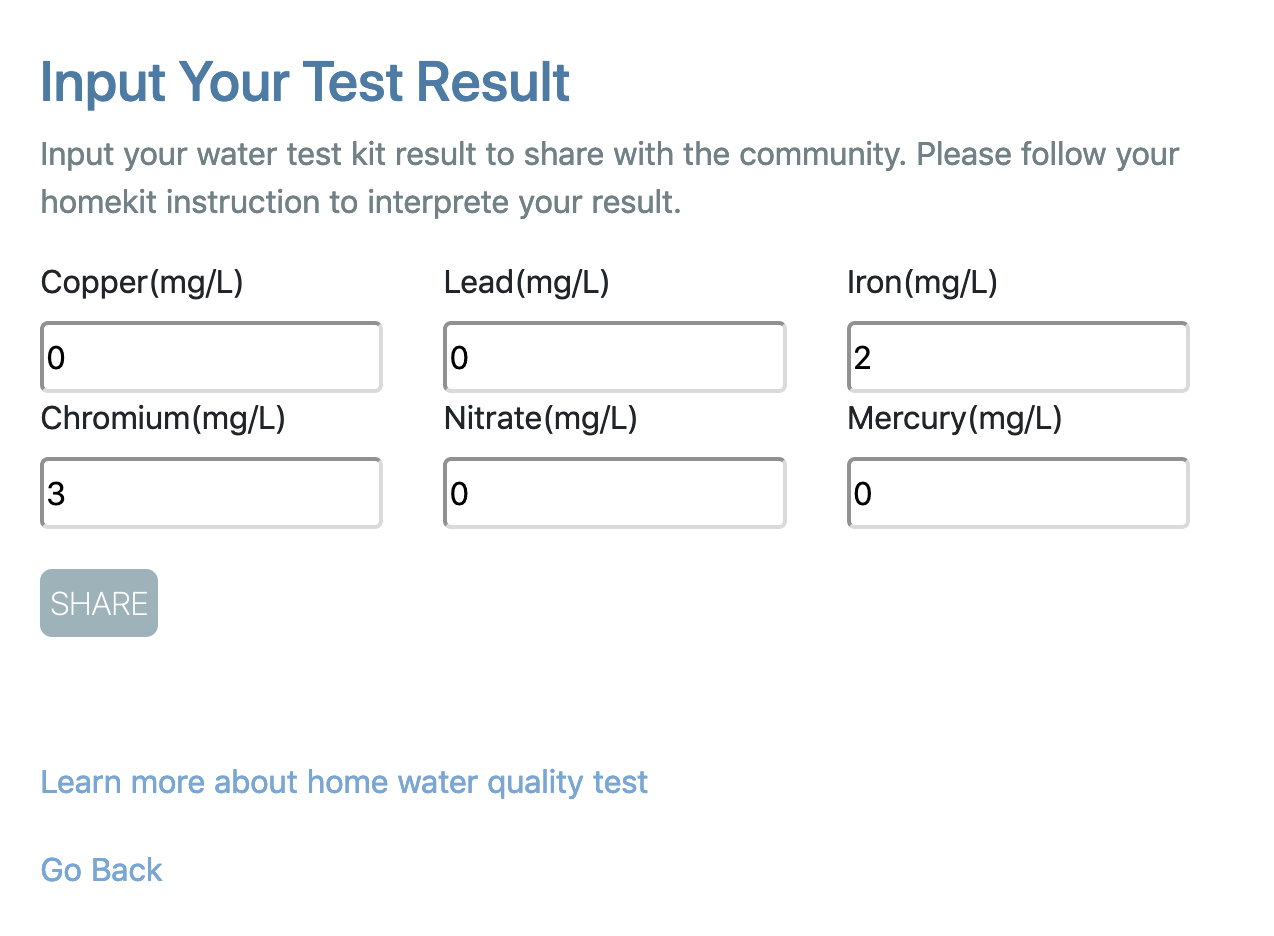 Input Your Test Result
Input your water test kit result to share with the community. Please follow your
homekit instruction to interprete your result.
Copper(mg/L) Lead(mg/L) Iron(mg/L)
0 0 2
Chromium(mg/L) Nitrate(mg/L) Mercury(mg/L)
3 0 0
SHARE
Learn more about home water quality test
Go Back